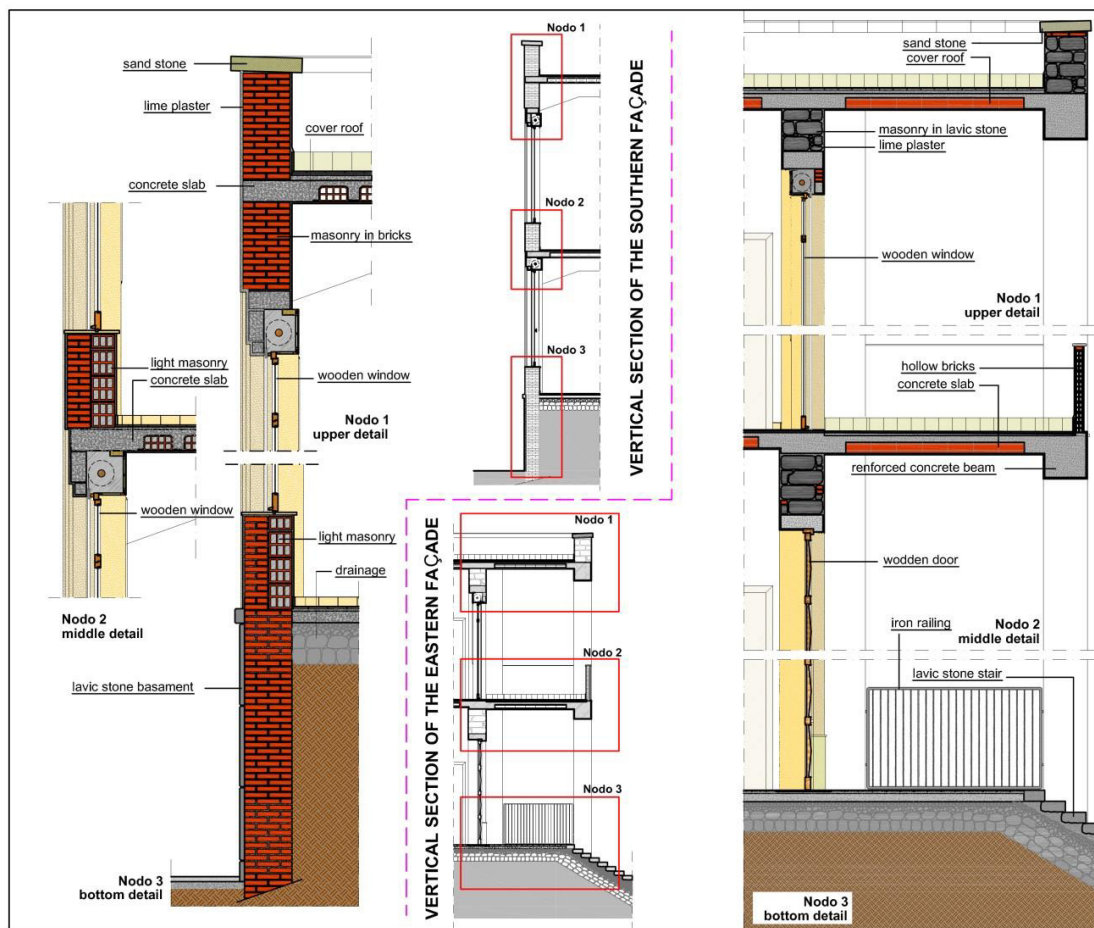 sand stone
lime plaster
cover roof
concrete slab
masonry in bricks
light masonry
concrete slab
wooden window
Nodo 1
upper detail
wooden window
light masonry
drainage
Nodo 2
middle detail
lavic stone basament
Nodo 3
bottom detail
Nodo 1
Nodo 2
Nodo 3
VERTICAL SECTION OF THE SOUTHERN FAÇADE
VERTICAL SECTION OF THE EASTERN FAÇADE
Nodo 1
Nodo 2
Nodo 3
sand stone
cover roof
masonry in lavic stone
lime plaster
wooden window
Nodo 1
upper detail
hollow bricks
concrete slab
renforced concrete beam
wodden door
Nodo 2
middle detail
iron railing
lavic stone stair
Nodo 3
bottom detail